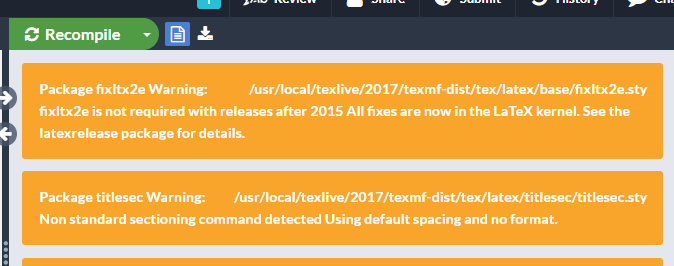 Review Share Submit History
Recompile
Package fixltx2e Warning: /usr/local/texlive/2017/texmf-dist/tex/latex/base/fixltx2e.sty
fixltx2e is not required with releases after 2015 All fixes are now in the LaTeX kernel. See the
latexrelease package for details.
Package titlesec Warning: /usr/local/texlive/2017/texmf-dist/tex/latex/titlesec/titlesec.sty
Non standard sectioning command detected Using default spacing and no format.